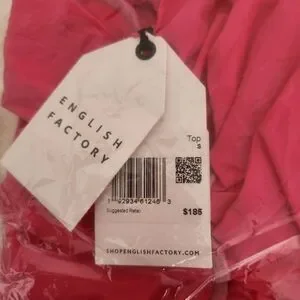 ENGLISH
FACTORY
Top
s
Suggested Retail
$185
SHOPENGLISHFACTORY.COM